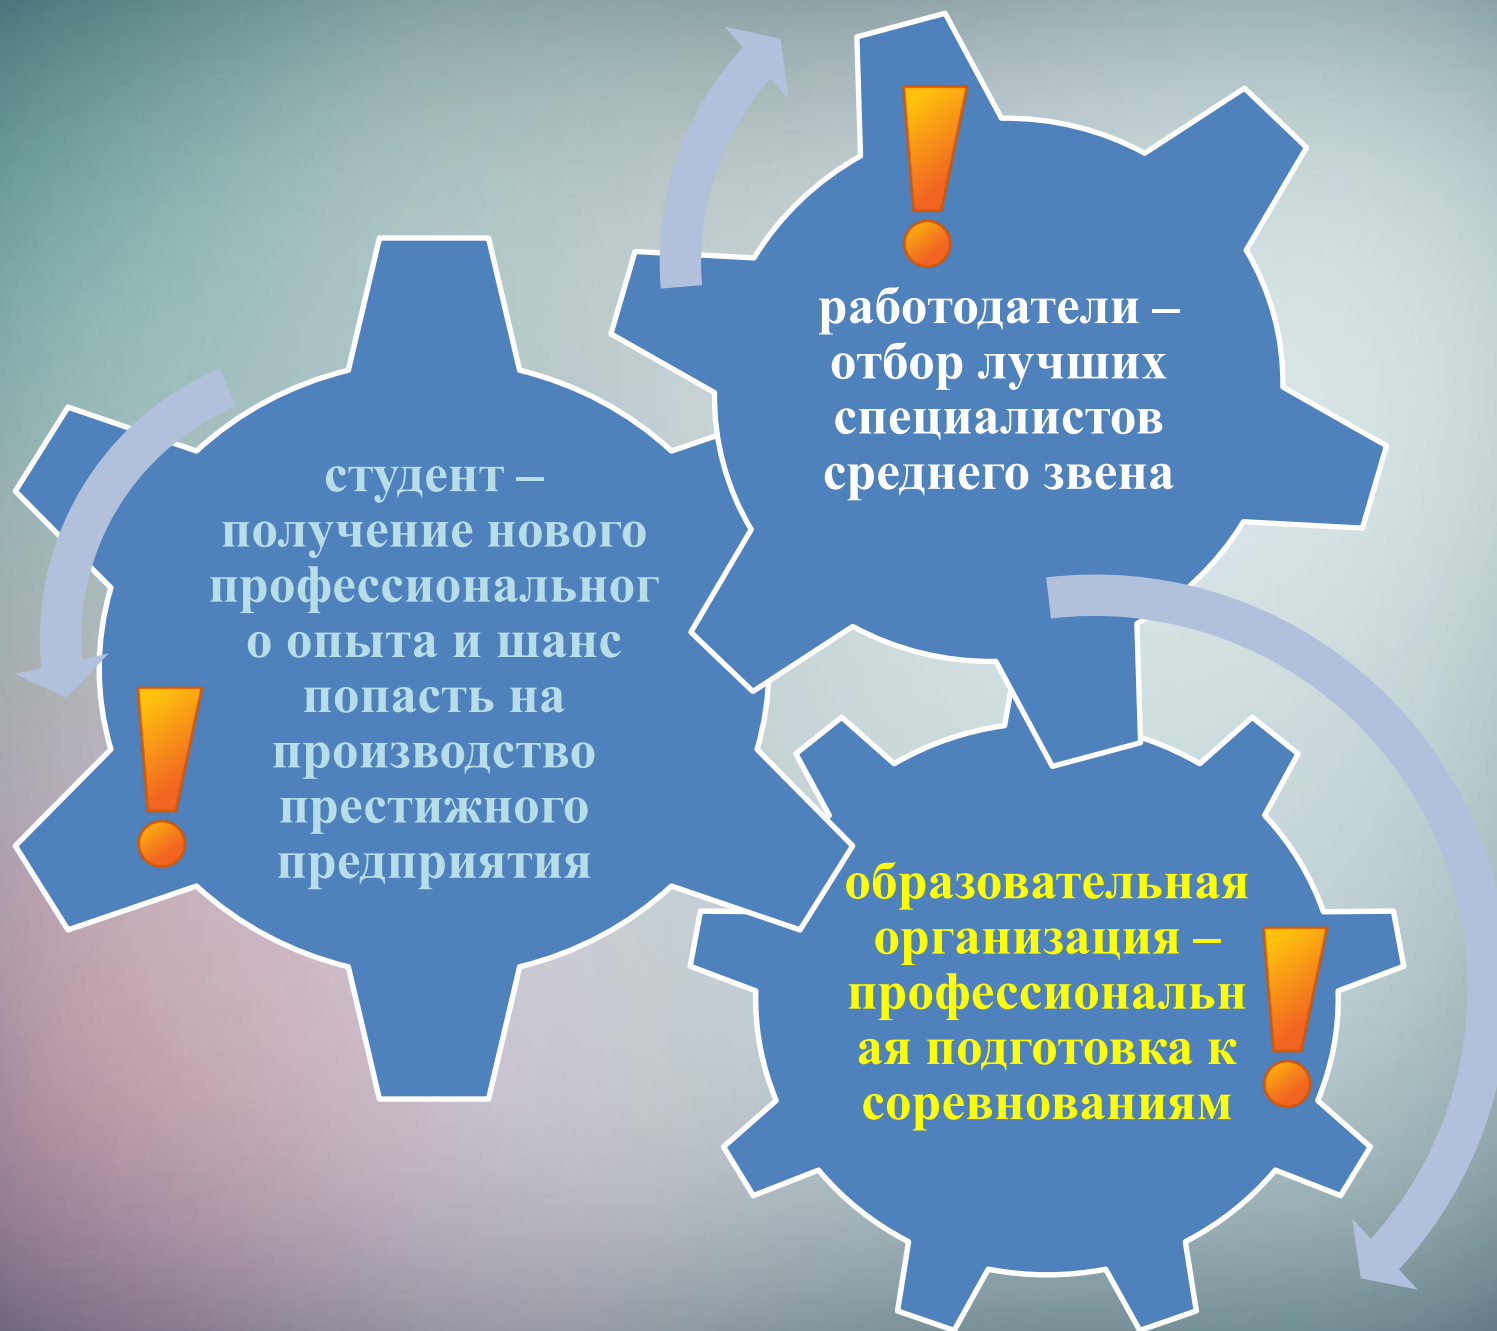 работодатели –
отбор лучших
специалистов
среднего звена
студент –
получение нового
профессиональног
о опыта и шанс
попасть на
производство
престижного
предприятия
образовательная
организация –
профессиональн
ая подготовка к
соревнованиям